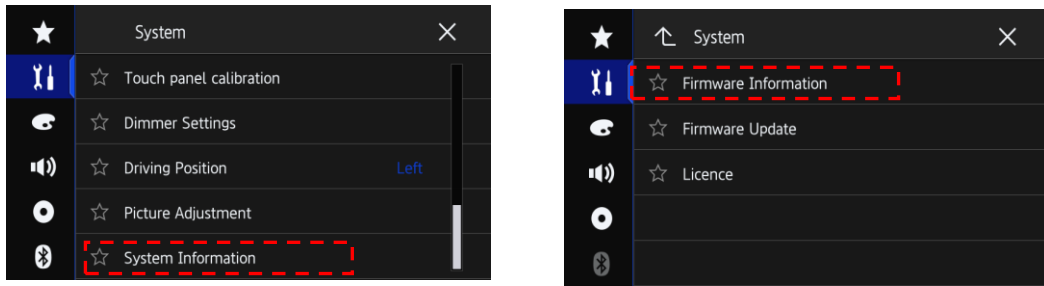 System
Touch panel calibration
Dimmer Settings
Driving Position Left
Picture Adjustment
System Information
System
Firmware Information
Firmware Update
Licence